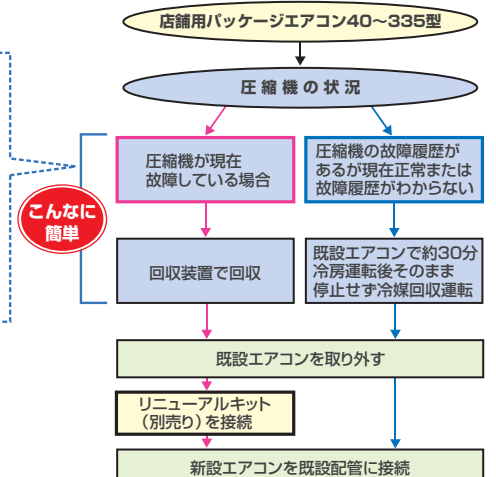 店舗用パッケージエアコン40〜335型
圧縮機の状況
圧縮機が現在
故障している場合
圧縮機の故障履歴が
あるが現在正常または
故障履歴がわからない
こんなに
簡単
回収装置で回収
既設エアコンで約30分
冷房運転後そのまま
停止せず冷媒回収運転
既設エアコンを取り外す
リニューアルキット
（別売り）を接続
新設エアコンを既設配管に接続